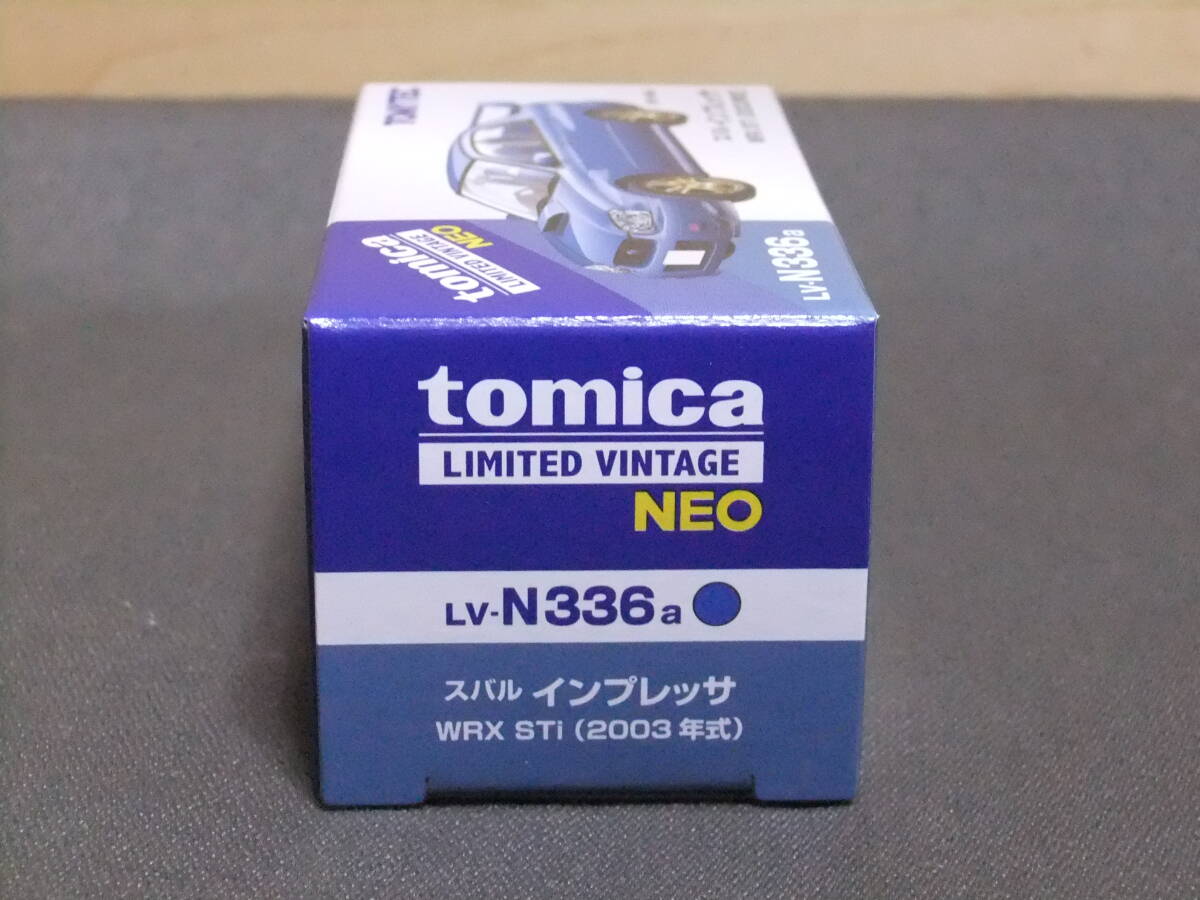 TOMYTEC
LV-N336a
tomica
LIMITED VINTAGE
NEO
tomica
LIMITED VINTAGE
NEO
LV-N336a
スバル インプレッサ
WRX STi (2003年式)